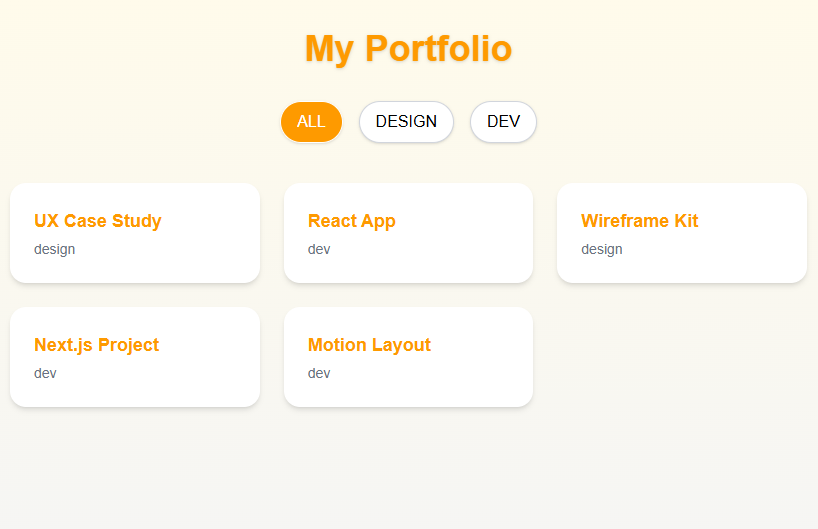 My Portfolio
ALL DESIGN DEV
UX Case Study
design
React App
dev
Wireframe Kit
design
Next.js Project
dev
Motion Layout
dev